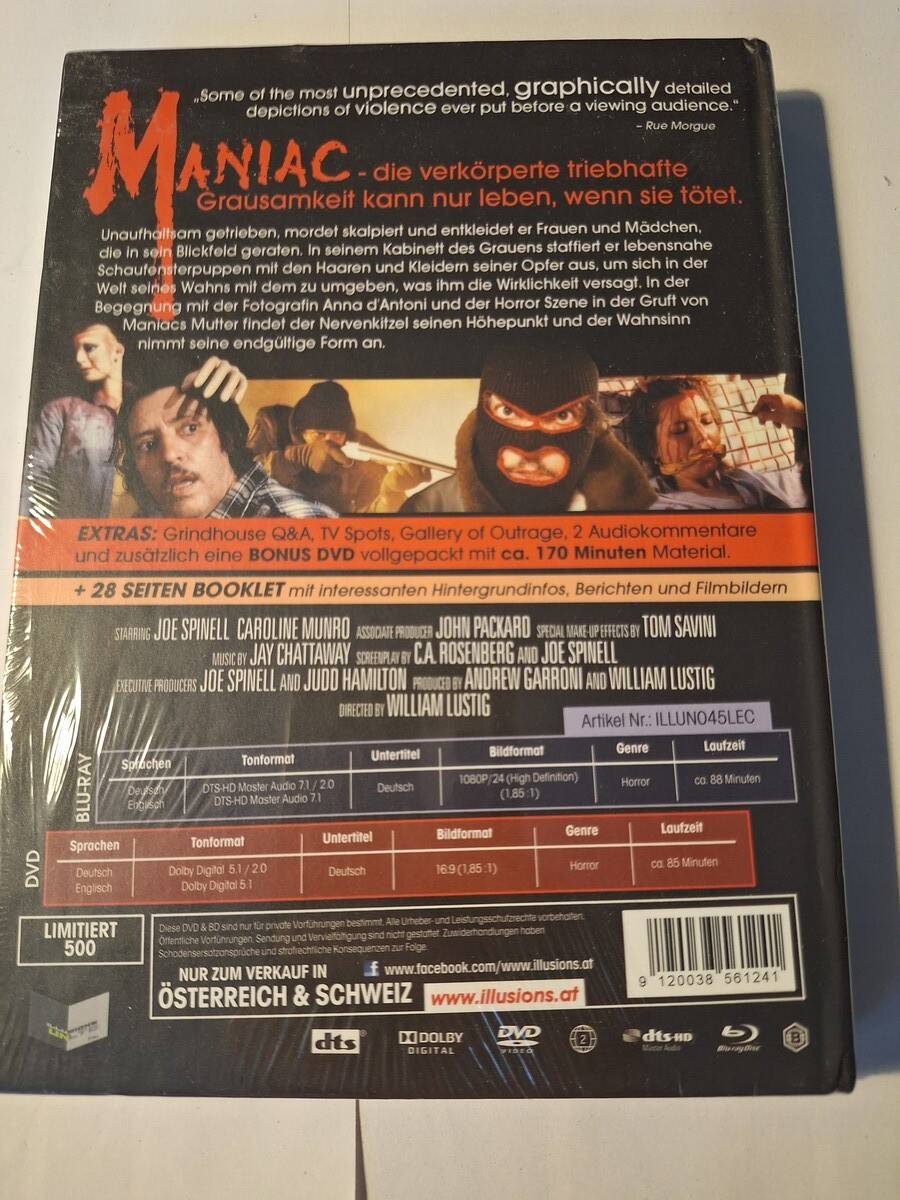 „Some of the most unprecedented, graphically detailed
depictions of violence ever put before a viewing audience."
– Rue Morgue
MANIAC - die verkörperte triebhafte
Grausamkeit kann nur leben, wenn sie tötet.
Unaufhaltsam getrieben, mordet skalpiert und entkleidet er Frauen und Mädchen,
die in sein Blickfeld geraten. In seinem Kabinett des Grauens staffiert er lebensnahe
Schaufensterpuppen mit den Haaren und Kleidern seiner Opfer aus, um sich in der
Welt seines Wahns mit dem zu umgeben, was ihm die Wirklichkeit versagt. In der
Begegnung mit der Fotografin Anna d'Antoni und der Horror Szene in der Gruft von
Maniacs Mutter findet der Nervenkitzel seinen Höhepunkt und der Wahnsinn
nimmt seine endgültige Form an.
EXTRAS: Grindhouse Q&A, TV Spots, Gallery of Outrage, 2 Audiokommentare
und zusätzlich eine BONUS DVD vollgepackt mit ca. 170 Minuten Material.
+ 28 SEITEN BOOKLET mit interessanten Hintergrundinfos, Berichten und Filmbildern
STARRING JOE SPINELL CAROLINE MUNRO ASSOCIATE PRODUCER JOHN PACKARD SPECIAL MAKE-UP EFFECTS BY TOM SAVINI
MUSIC BY JAY CHATTAWAY SCREENPLAY BY C.A. ROSENBERG AND JOE SPINELL
EXECUTIVE PRODUCERS JOE SPINELL AND JUDD HAMILTON PRODUCED BY ANDREW GARRONI AND WILLIAM LUSTIG
DIRECTED BY WILLIAM LUSTIG
Artikel Nr.: ILLUNO45LEC
BLU-RAY
Sprachen Tonformat Untertitel Bildformat Genre Laufzeit
Deutsch DTS-HD Master Audio 7.1 / 2.0 Deutsch 1080P/24 (High Definition) Horror ca. 88 Minuten
Englisch DTS-HD Master Audio 7.1 (1,85 :1)
DVD
Sprachen Tonformat Untertitel Bildformat Genre Laufzeit
Deutsch Dolby Digital 5.1 / 2.0 Deutsch 16:9 (1,85 :1) Horror ca. 85 Minuten
Englisch Dolby Digital 5.1
LIMITIERT
500
Diese DVD & BD sind nur für private Vorführungen bestimmt. Alle Urheber- und Leistungsschutzrechte vorbehalten.
Öffentliche Vorführungen, Sendung und Vervielfältigung sind nicht gestattet. Zuwiderhandlungen haben
Schadensersatzansprüche und strafrechtliche Konsequenzen zur Folge.
NUR ZUM VERKAUF IN
ÖSTERREICH & SCHWEIZ
f www.facebook.com/www.illusions.at
www.illusions.at
9 120038 561241
dts
DOLBY
DIGITAL
DVD
VIDEO
2
dts-HD
Master Audio
Blu-ray Disc
B